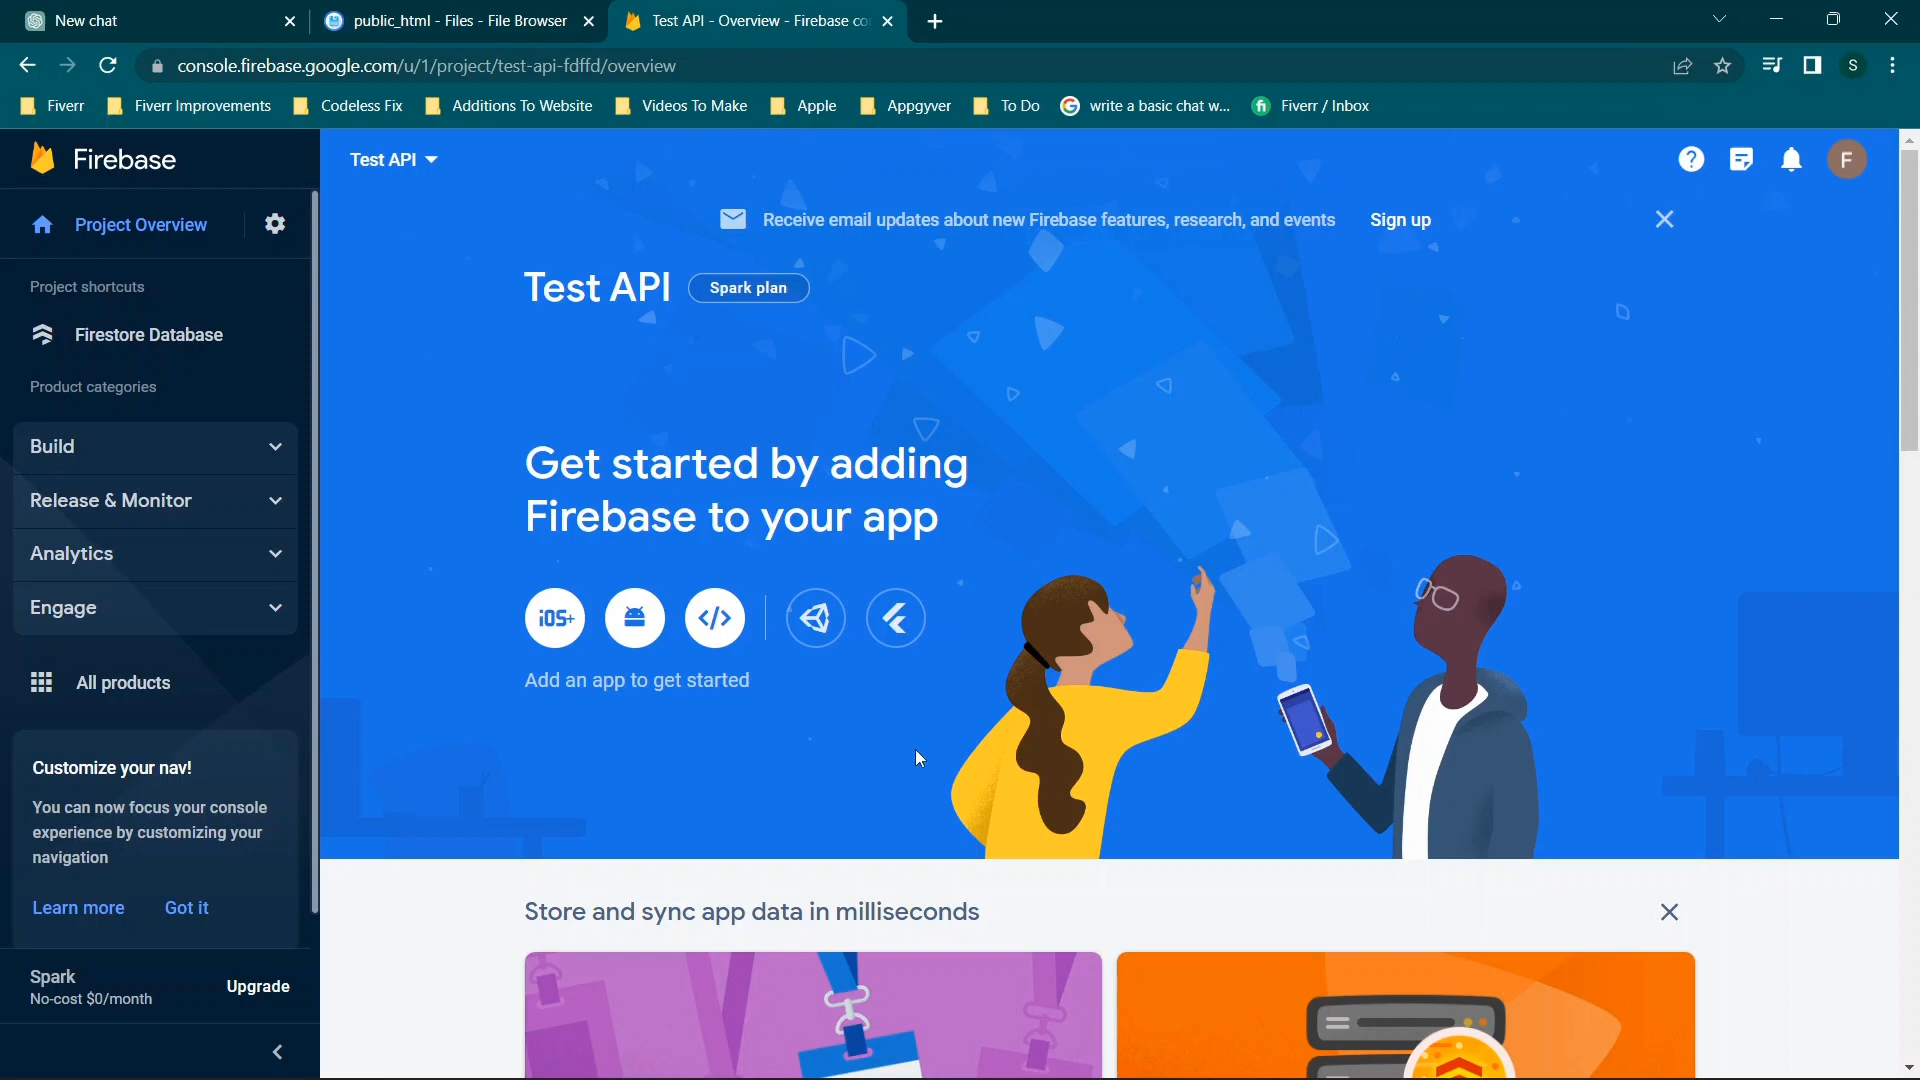 New chat
public_html - Files - File Browser
Test API - Overview - Firebase co
console.firebase.google.com/u/1/project/test-api-fdffd/overview
S
Fiverr
Fiverr Improvements
Codeless Fix
Additions To Website
Videos To Make
Apple
Appgyver
To Do
write a basic chat w...
Fiverr / Inbox
Firebase
Test API
F
Project Overview
Receive email updates about new Firebase features, research, and events
Sign up
Project shortcuts
Test API
Spark plan
Firestore Database
Product categories
Build
Get started by adding
Firebase to your app
Release & Monitor
Analytics
Engage
iOS+
Add an app to get started
All products
Customize your nav!
You can now focus your console
experience by customizing your
navigation
Learn more
Got it
Store and sync app data in milliseconds
Spark
No-cost $0/month
Upgrade